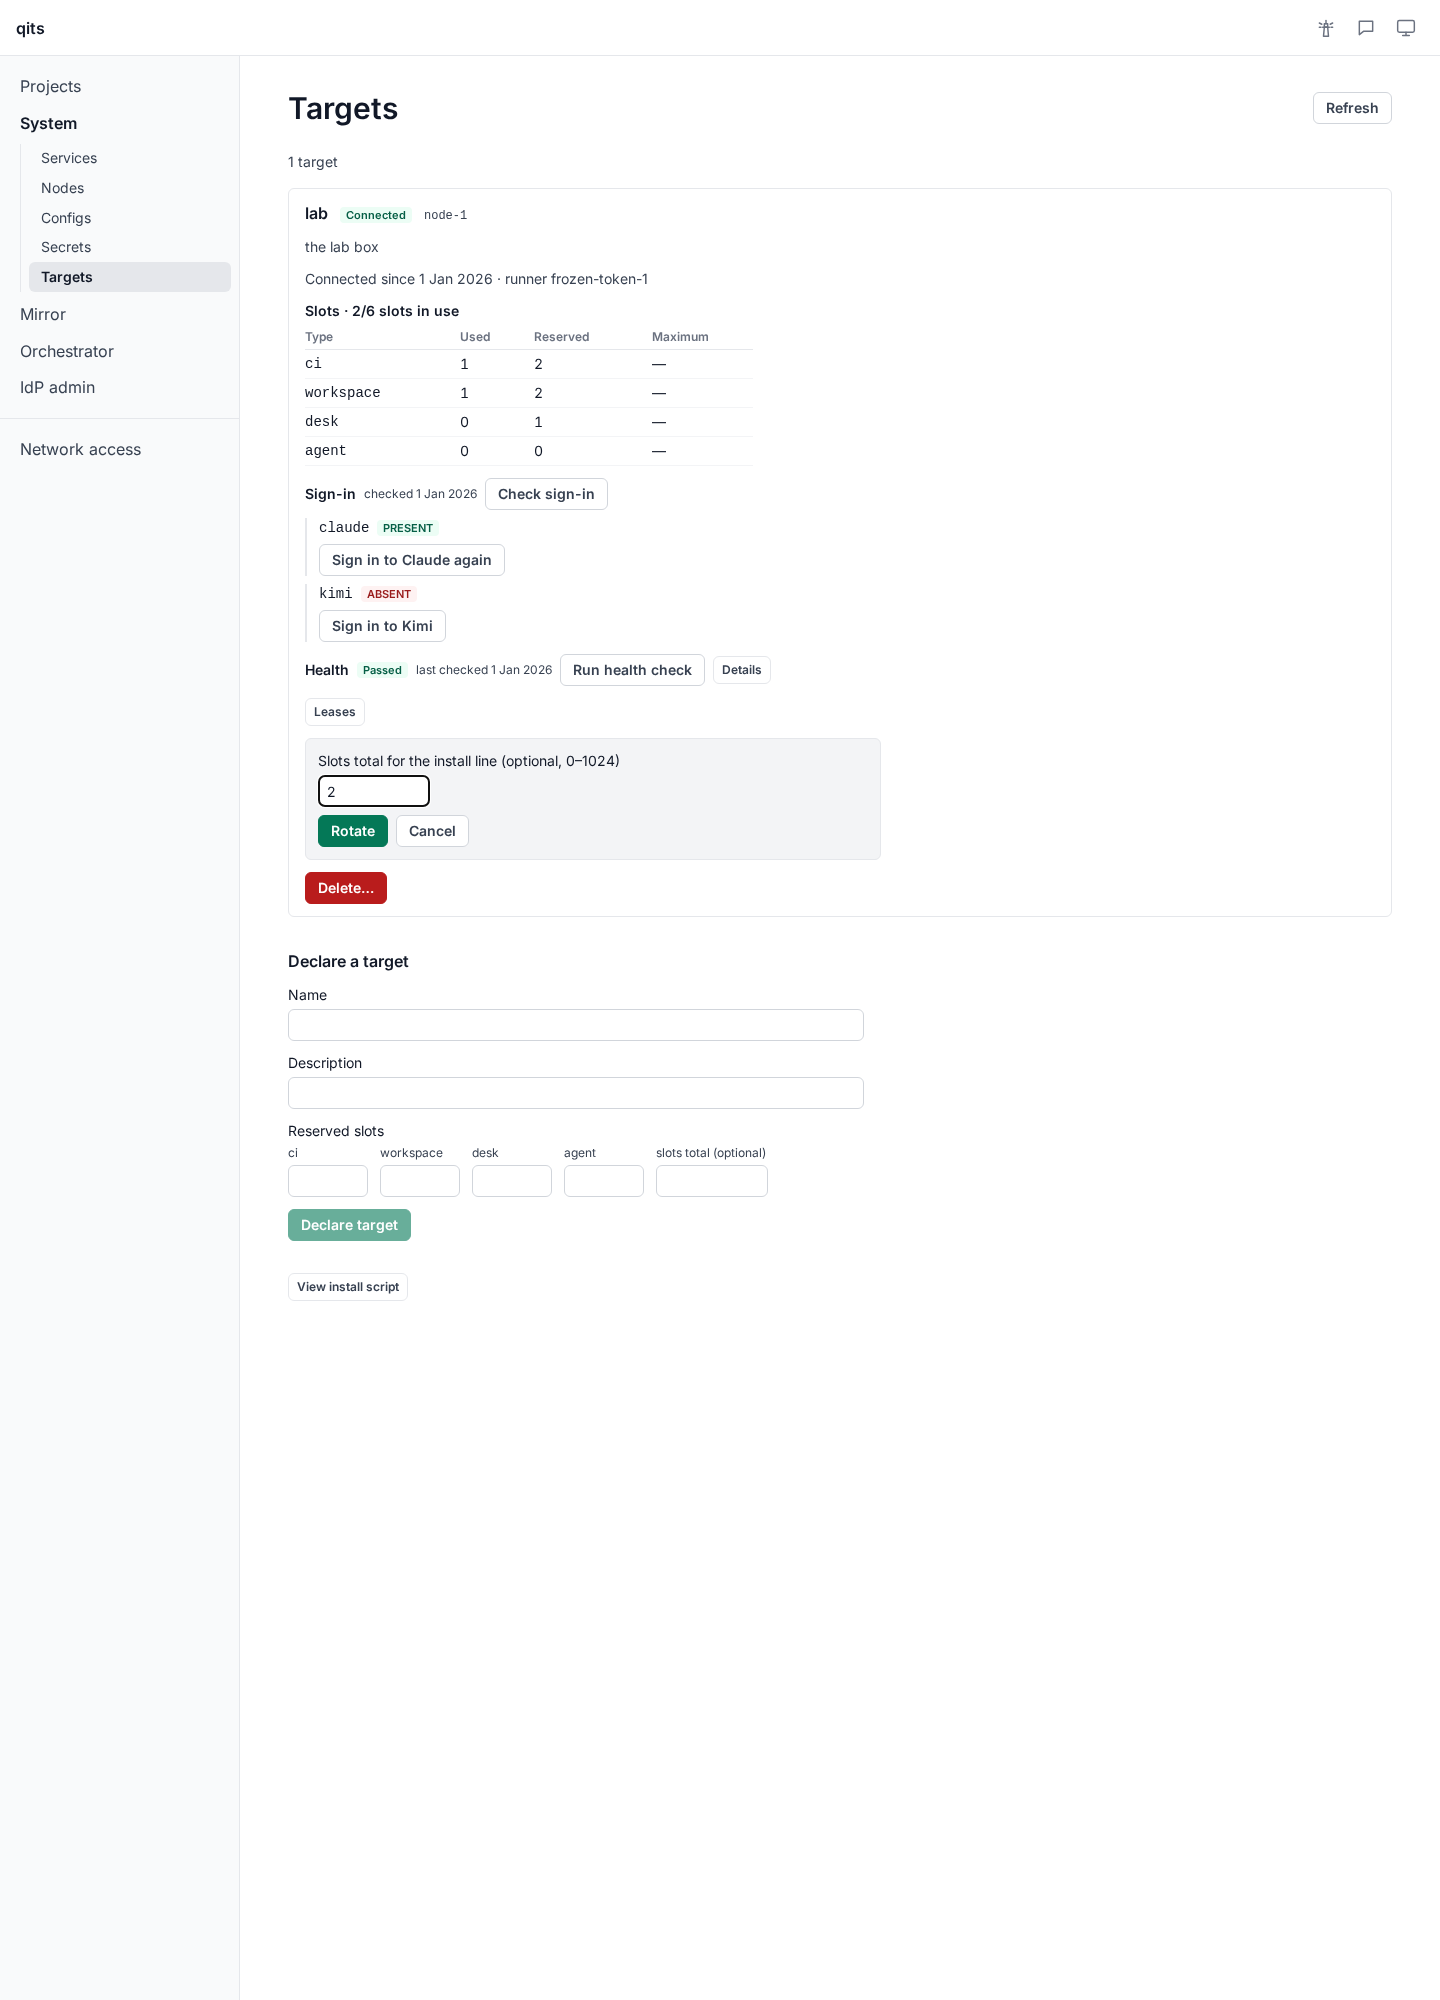 qits
Projects
System
Services
Nodes
Configs
Secrets
Targets
Mirror
Orchestrator
IdP admin
Network access
Targets
Refresh
1 target
lab Connected node-1
the lab box
Connected since 1 Jan 2026 · runner frozen-token-1
Slots · 2/6 slots in use
Type Used Reserved Maximum
ci 1 2 —
workspace 1 2 —
desk 0 1 —
agent 0 0 —
Sign-in checked 1 Jan 2026 Check sign-in
claude PRESENT
Sign in to Claude again
kimi ABSENT
Sign in to Kimi
Health Passed last checked 1 Jan 2026 Run health check Details
Leases
Slots total for the install line (optional, 0–1024)
2
Rotate Cancel
Delete...
Declare a target
Name
Description
Reserved slots
ci workspace desk agent slots total (optional)
Declare target
View install script